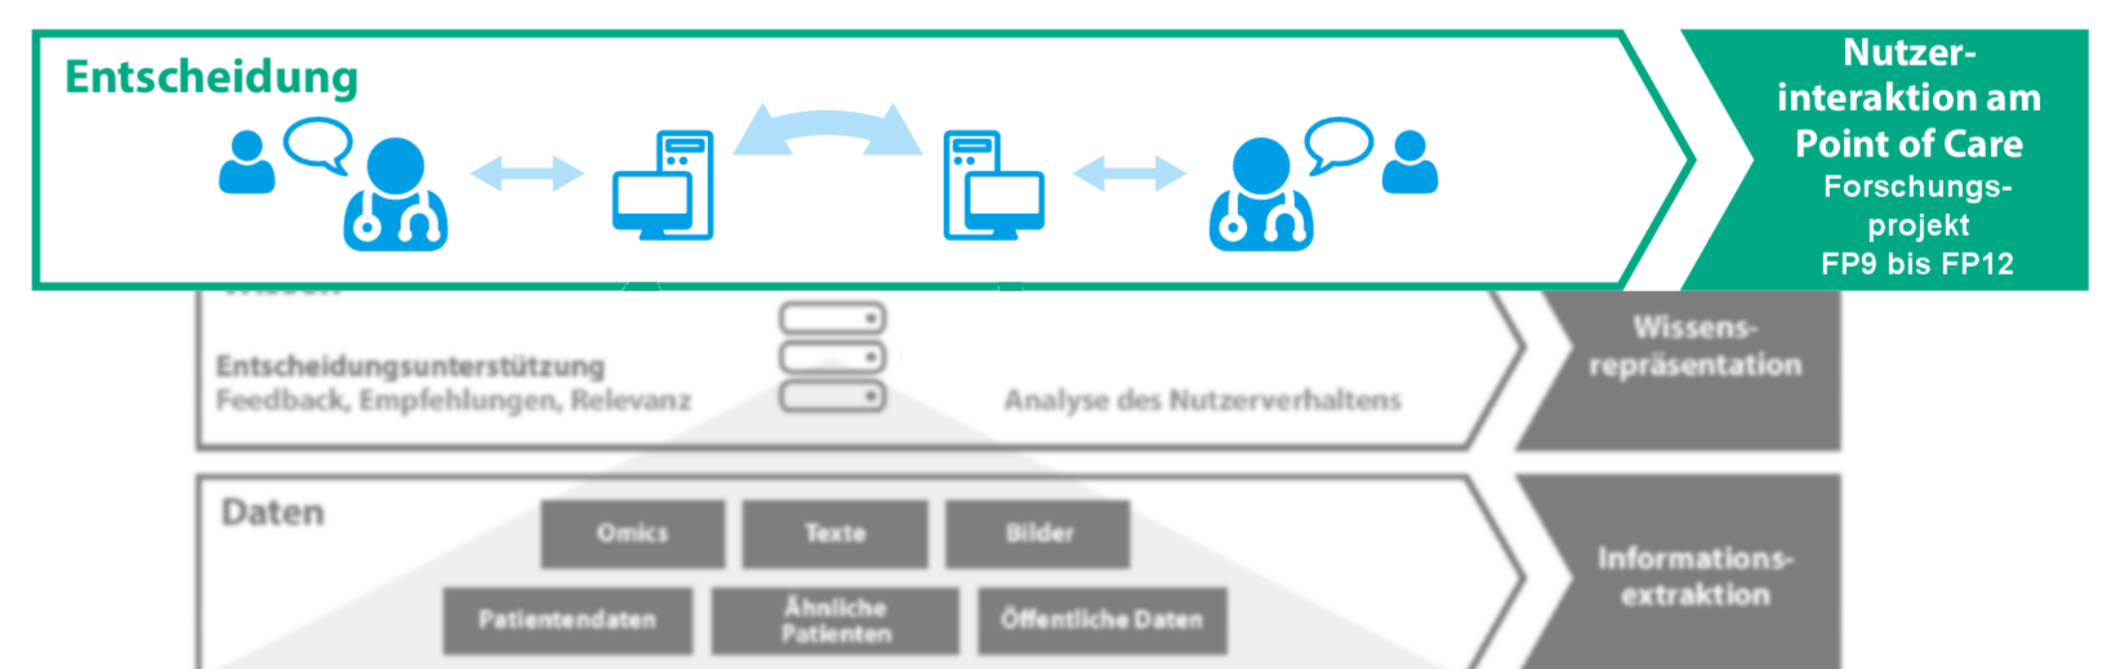 Entscheidung
Nutzer-
interaktion am
Point of Care
Forschungs-
projekt
FP9 bis FP12
Entscheidungsunterstützung
Feedback, Empfehlungen, Relevanz
Analyse des Nutzerverhaltens
Wissens-
repräsentation
Daten
Omics
Texte
Bilder
Patientendaten
Ähnliche
Patienten
Öffentliche Daten
Informations-
extraktion